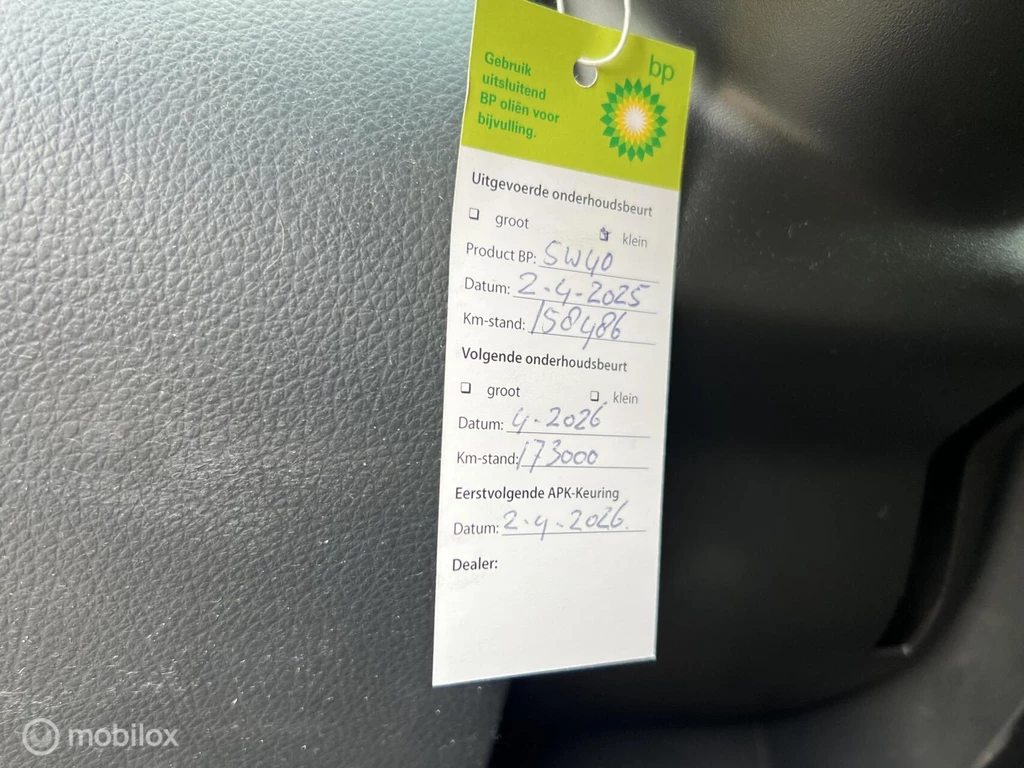 bp
Gebruik
uitsluitend
BP oliën voor
bijvulling.
Uitgevoerde onderhoudsbeurt
groot klein
Product BP: 5W40
Datum: 2-4-2025
Km-stand: 158486
Volgende onderhoudsbeurt
groot klein
Datum: 4-2026
Km-stand: 173000
Eerstvolgende APK-Keuring
Datum: 2-4-2026.
Dealer:
mobilox